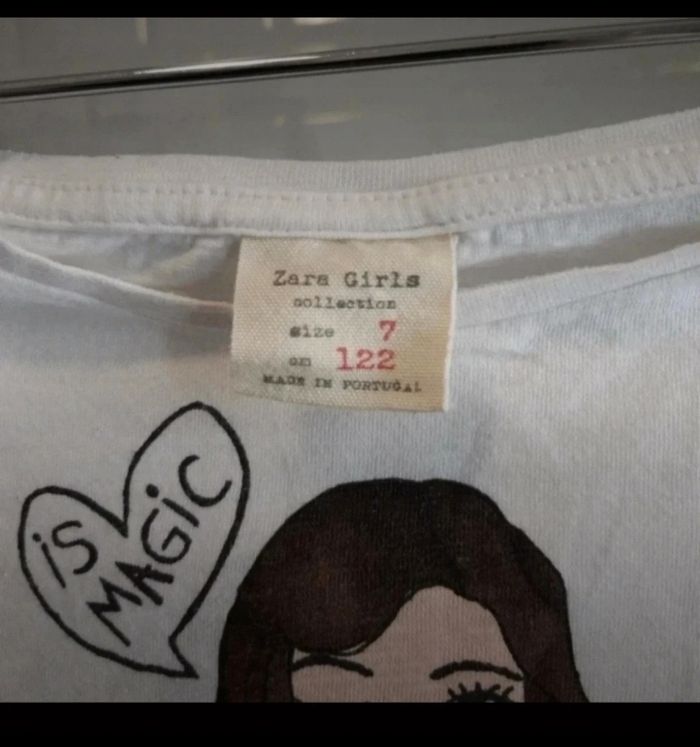 Zara Girls
collection
size 7
cm 122
MADE IN PORTUGAL
iS
MAGiC